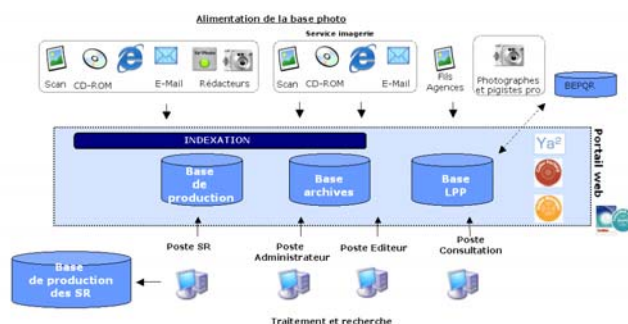 Alimentation de la base photo
Service imagerie
Scan
CD-ROM
E-Mail
Rédacteurs
Scan
CD-ROM
E-Mail
Fils
Agences
Photographes
et pigistes pro.
BEPQR
INDEXATION
Base
de
production
Base
archives
Base
LPP
Ya²
Portail web
Poste SR
Poste
Administrateur
Poste Editeur
Poste
Consultation
Base
de production
des SR
Traitement et recherche